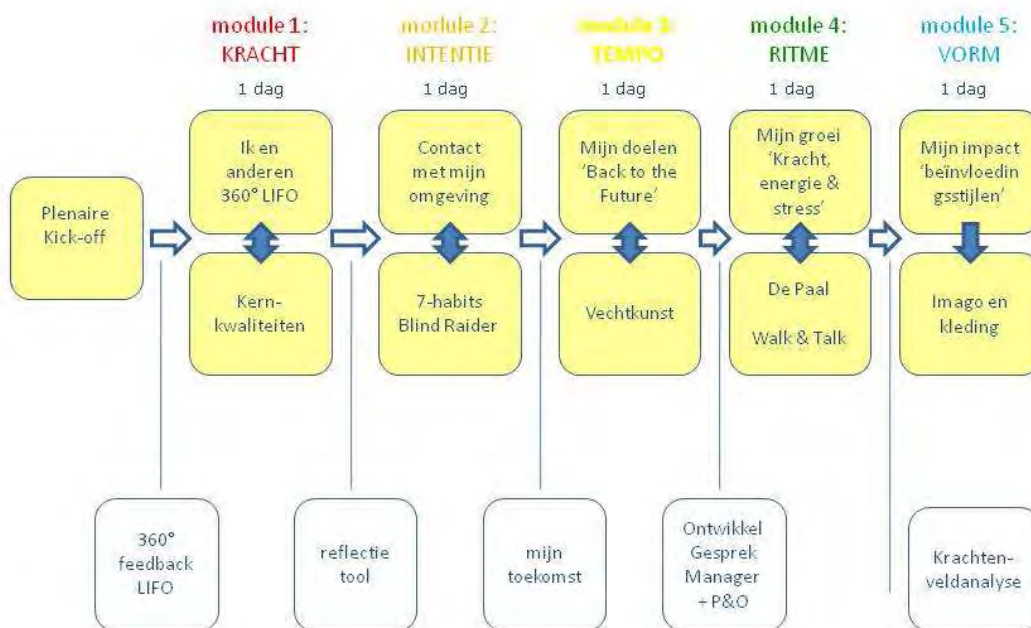 module 1:
KRACHT
1 dag
module 2:
INTENTIE
1 dag
module 3:
TEMPO
1 dag
module 4:
RITME
1 dag
module 5:
VORM
1 dag
Plenaire
Kick-off
Ik en
anderen
360° LIFO
Contact
met mijn
omgeving
Mijn doelen
‘Back to the
Future’
Mijn groei
‘Kracht,
energie &
stress’
Mijn impact
‘beïnvloedin
gsstijlen’
Kern-
kwaliteiten
7-habits
Blind Raider
Vechtkunst
De Paal
Walk & Talk
Imago en
kleding
360°
feedback
LIFO
reflectie
tool
mijn
toekomst
Ontwikkel
Gesprek
Manager
+ P&O
Krachten-
veldanalyse